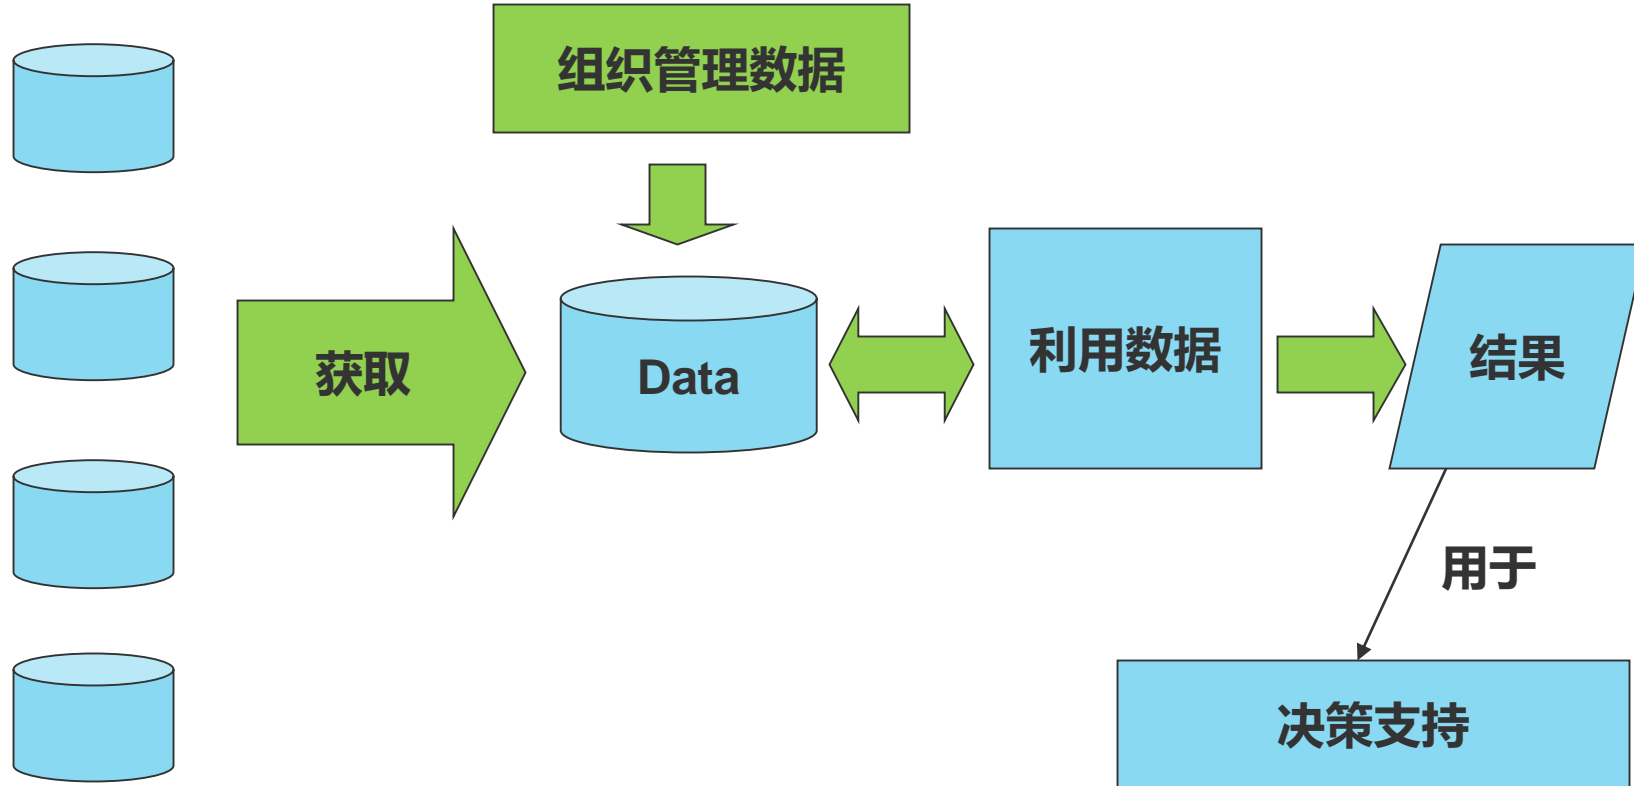 组织管理数据
获取
Data
利用数据
结果
用于
决策支持